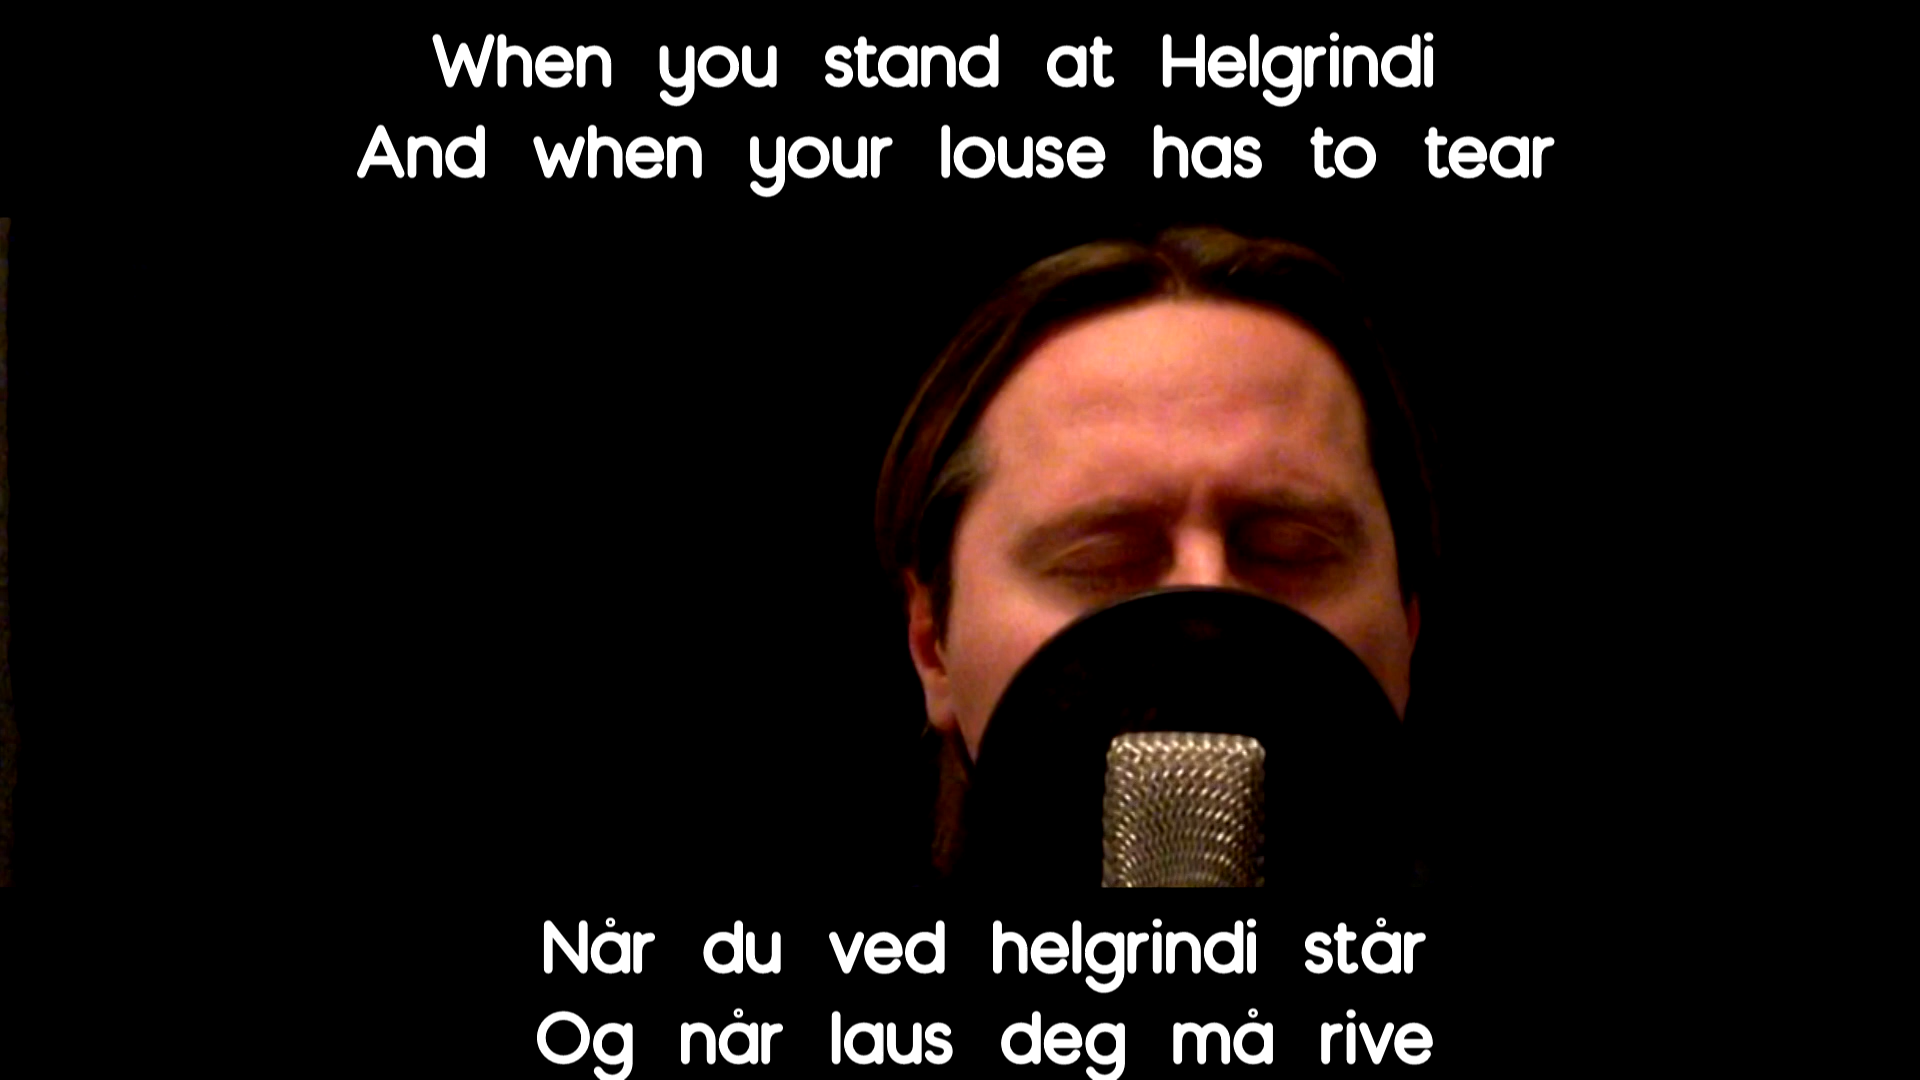 When you stand at Helgrindi
And when your louse has to tear
Når du ved helgrindi står
Og når laus deg må rive